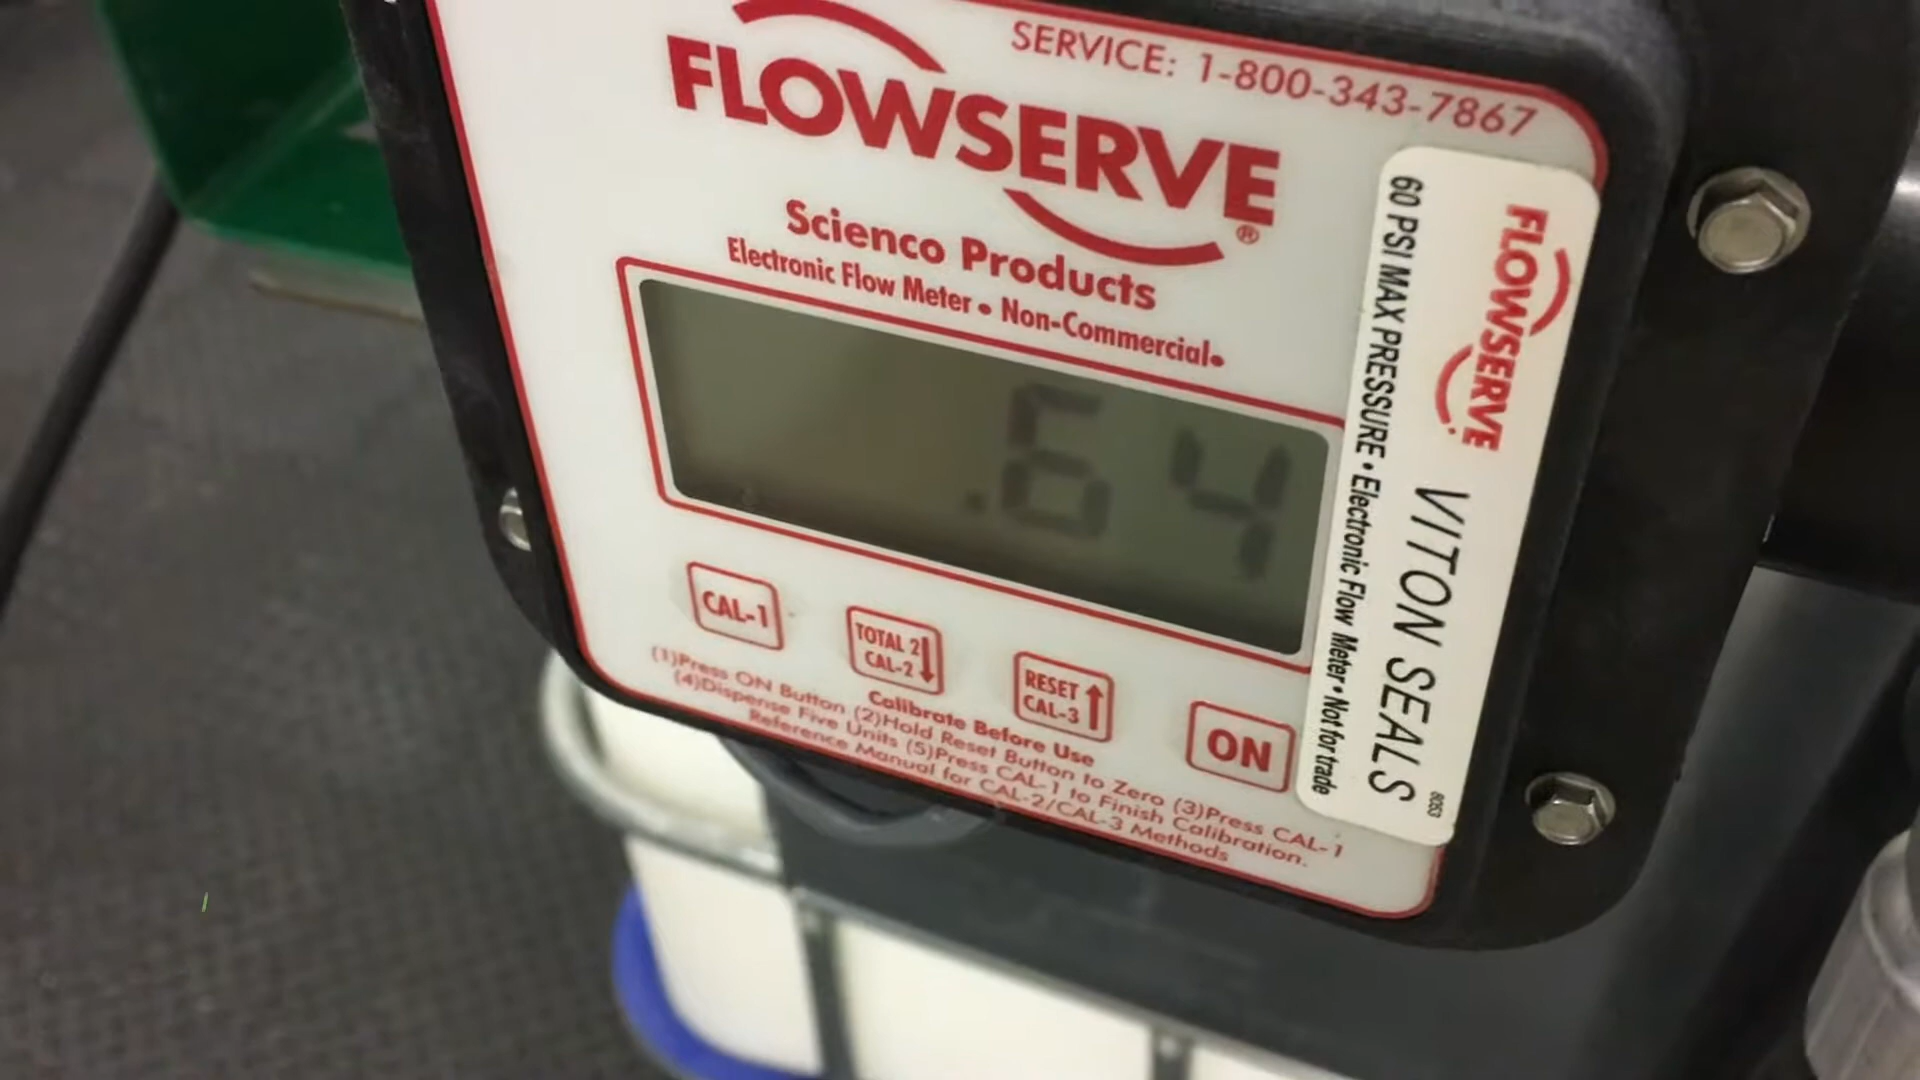 SERVICE: 1-800-343-7867
FLOWSERVE®
Scienco Products
Electronic Flow Meter • Non-Commercial•
.64
CAL-1
TOTAL 2
CAL-2
RESET
CAL-3
ON
Calibrate Before Use
(1)Press ON Button (2)Hold Reset Button to Zero (3)Press CAL-1
(4)Dispense Five Units (5)Press CAL-1 to Finish Calibration.
Reference Manual for CAL-2/CAL-3 Methods
FLOWSERVE
VITON SEALS
60 PSI MAX PRESSURE • Electronic Flow Meter • Not for trade
8053